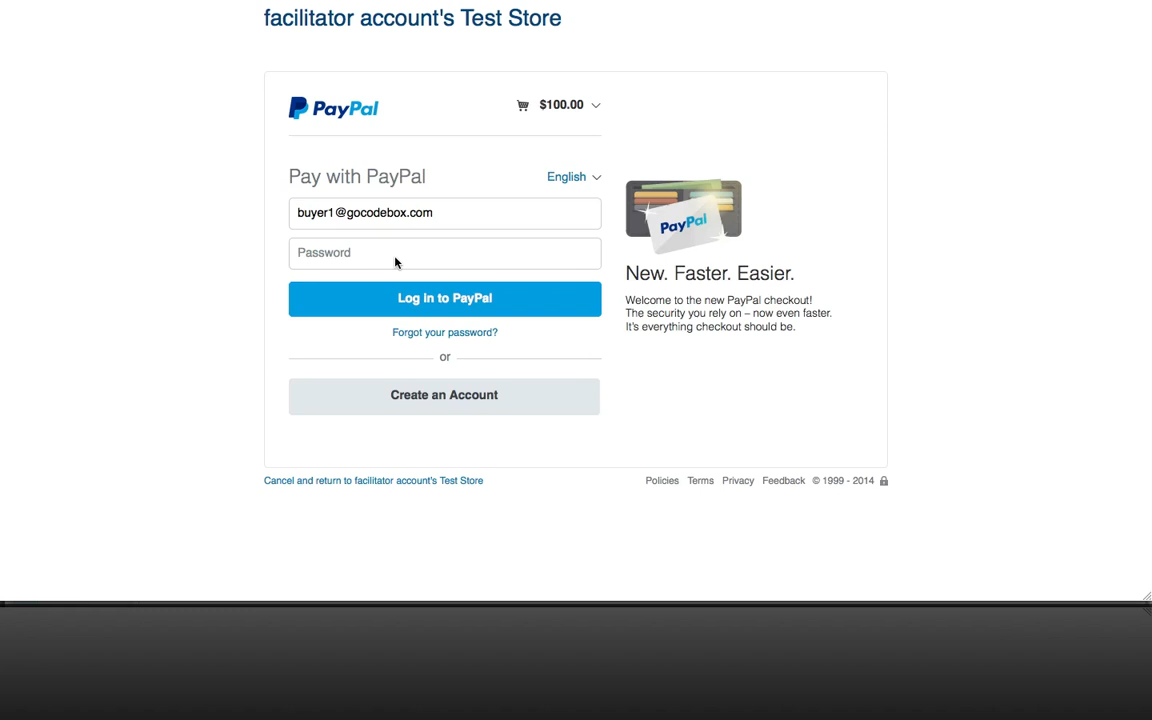 facilitator account's Test Store
PayPal
$100.00
Pay with PayPal
English
buyer1@gocodebox.com
Password
Log In to PayPal
Forgot your password?
or
Create an Account
PayPal
New. Faster. Easier.
Welcome to the new PayPal checkout!
The security you rely on – now even faster.
It's everything checkout should be.
Cancel and return to facilitator account's Test Store
Policies Terms Privacy Feedback © 1999 - 2014